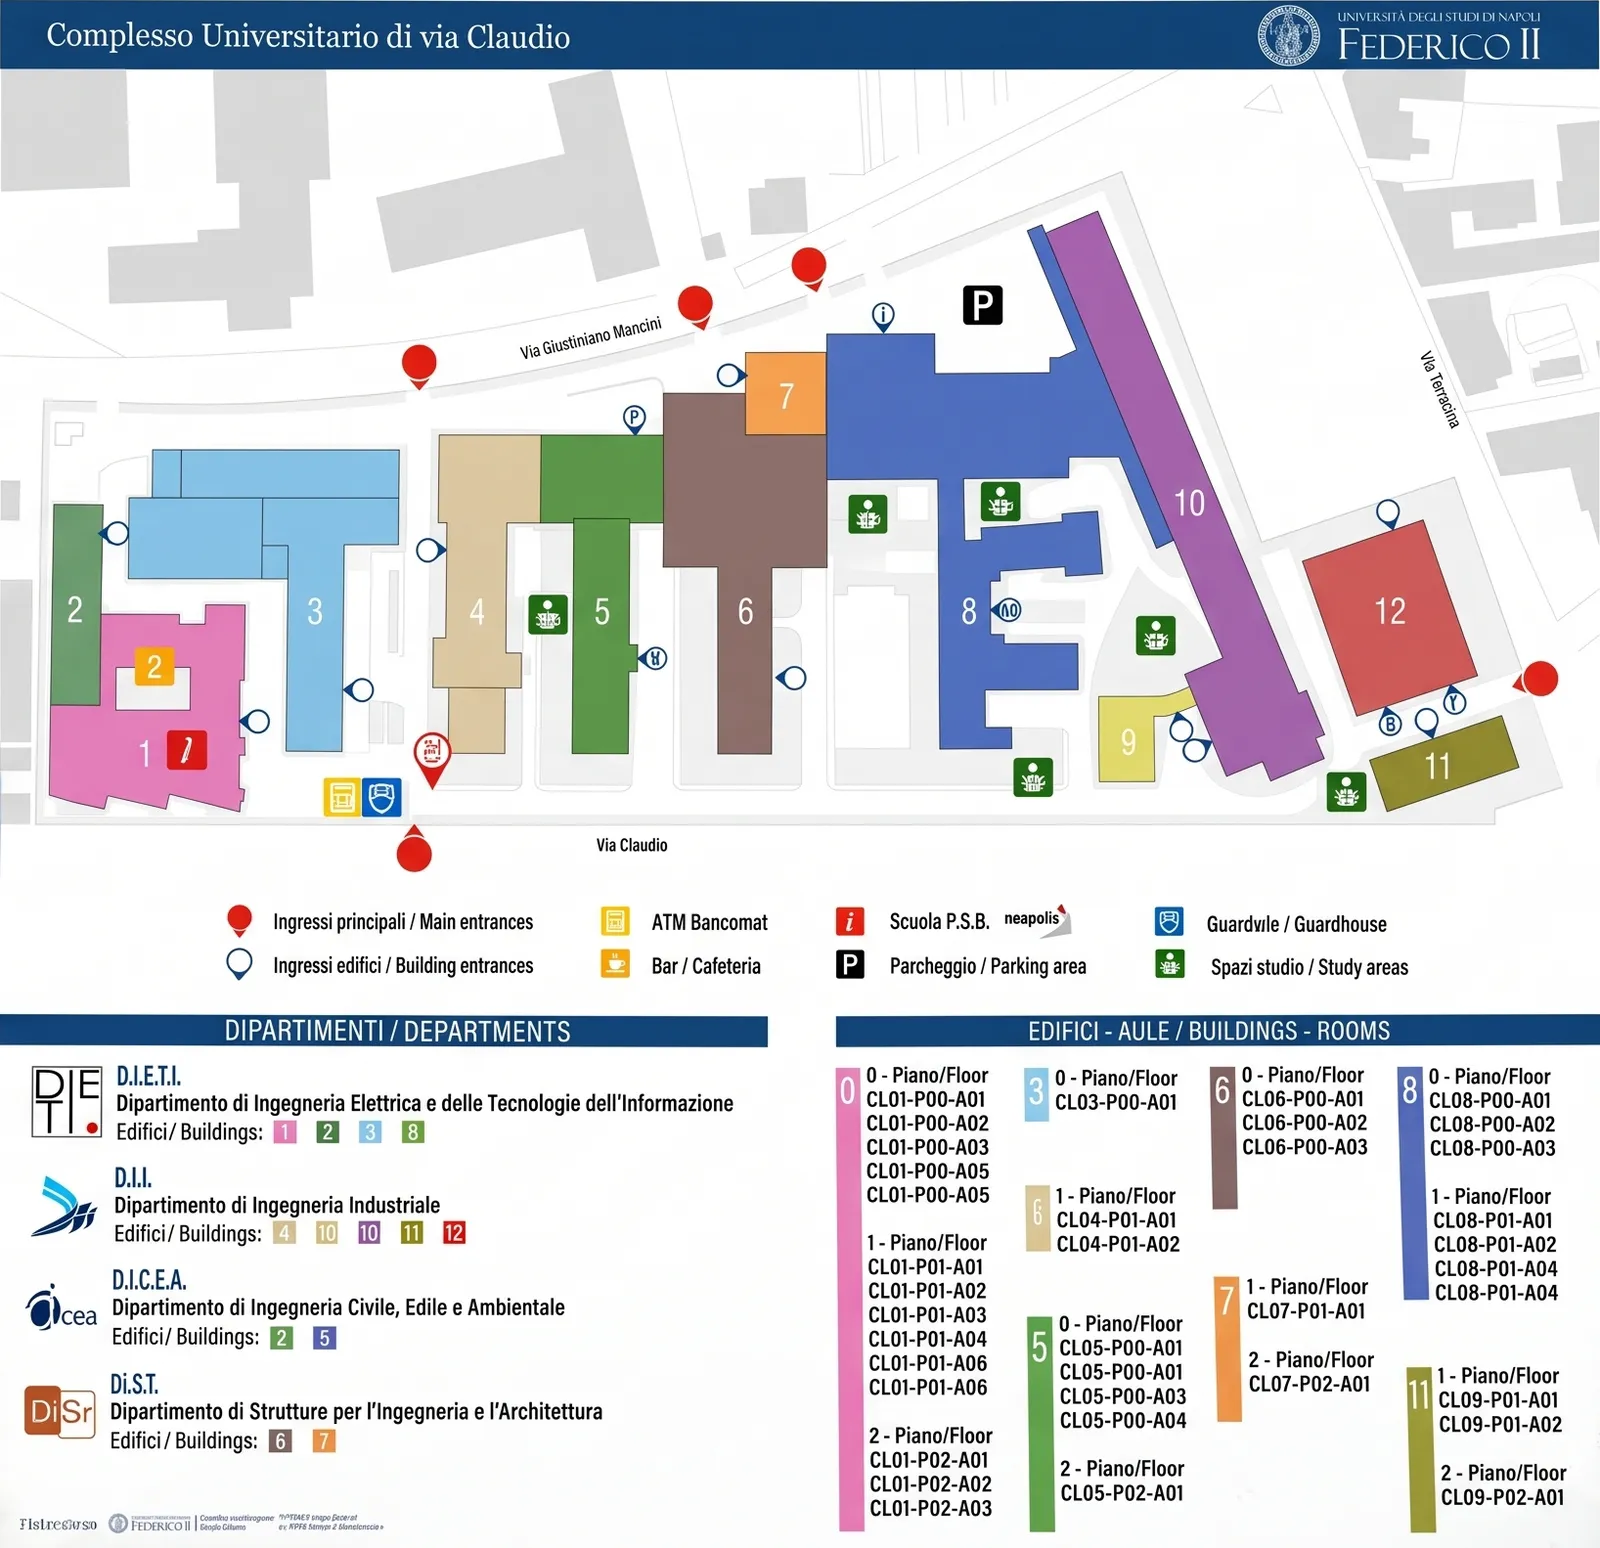 Complesso Universitario di via Claudio
UNIVERSITÀ DEGLI STUDI DI NAPOLI
FEDERICO II
Via Giustiniano Mancini
Via Terracina
P
i
P
7
10
2
3
4
5
6
8
12
2
1
9
11
B
Via Claudio
Ingressi principali / Main entrances
ATM Bancomat
i
Scuola P.S.B.
neapolis
/ Guardhouse
Ingressi edifici / Building entrances
Bar / Cafeteria
P
Parcheggio / Parking area
Spazi studio / Study areas
DIPARTIMENTI / DEPARTMENTS
DIETI.
D.I.E.T.I.
Dipartimento di Ingegneria Elettrica e delle Tecnologie dell'Informazione
Edifici / Buildings: 1 2 3 8
D.I.I.
Dipartimento di Ingegneria Industriale
Edifici / Buildings: 4 10 10 11 12
cea
D.I.C.E.A.
Dipartimento di Ingegneria Civile, Edile e Ambientale
Edifici / Buildings: 2 5
DiSr
Di.S.T.
Dipartimento di Strutture per l'Ingegneria e l'Architettura
Edifici / Buildings: 6 7
FEDERICO II
EDIFICI - AULE / BUILDINGS - ROOMS
0
0 - Piano/Floor
CL01-P00-A01
CL01-P00-A02
CL01-P00-A03
CL01-P00-A05
CL01-P00-A05
1 - Piano/Floor
CL01-P01-A01
CL01-P01-A02
CL01-P01-A03
CL01-P01-A04
CL01-P01-A06
CL01-P01-A06
2 - Piano/Floor
CL01-P02-A01
CL01-P02-A02
CL01-P02-A03
3
0 - Piano/Floor
CL03-P00-A01
6
1 - Piano/Floor
CL04-P01-A01
CL04-P01-A02
5
0 - Piano/Floor
CL05-P00-A01
CL05-P00-A01
CL05-P00-A03
CL05-P00-A04
2 - Piano/Floor
CL05-P02-A01
6
0 - Piano/Floor
CL06-P00-A01
CL06-P00-A02
CL06-P00-A03
7
1 - Piano/Floor
CL07-P01-A01
2 - Piano/Floor
CL07-P02-A01
8
0 - Piano/Floor
CL08-P00-A01
CL08-P00-A02
CL08-P00-A03
1 - Piano/Floor
CL08-P01-A01
CL08-P01-A02
CL08-P01-A04
CL08-P01-A04
11
1 - Piano/Floor
CL09-P01-A01
CL09-P01-A02
2 - Piano/Floor
CL09-P02-A01